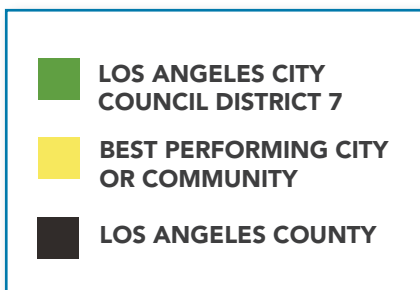 LOS ANGELES CITY
COUNCIL DISTRICT 7
BEST PERFORMING CITY
OR COMMUNITY
LOS ANGELES COUNTY